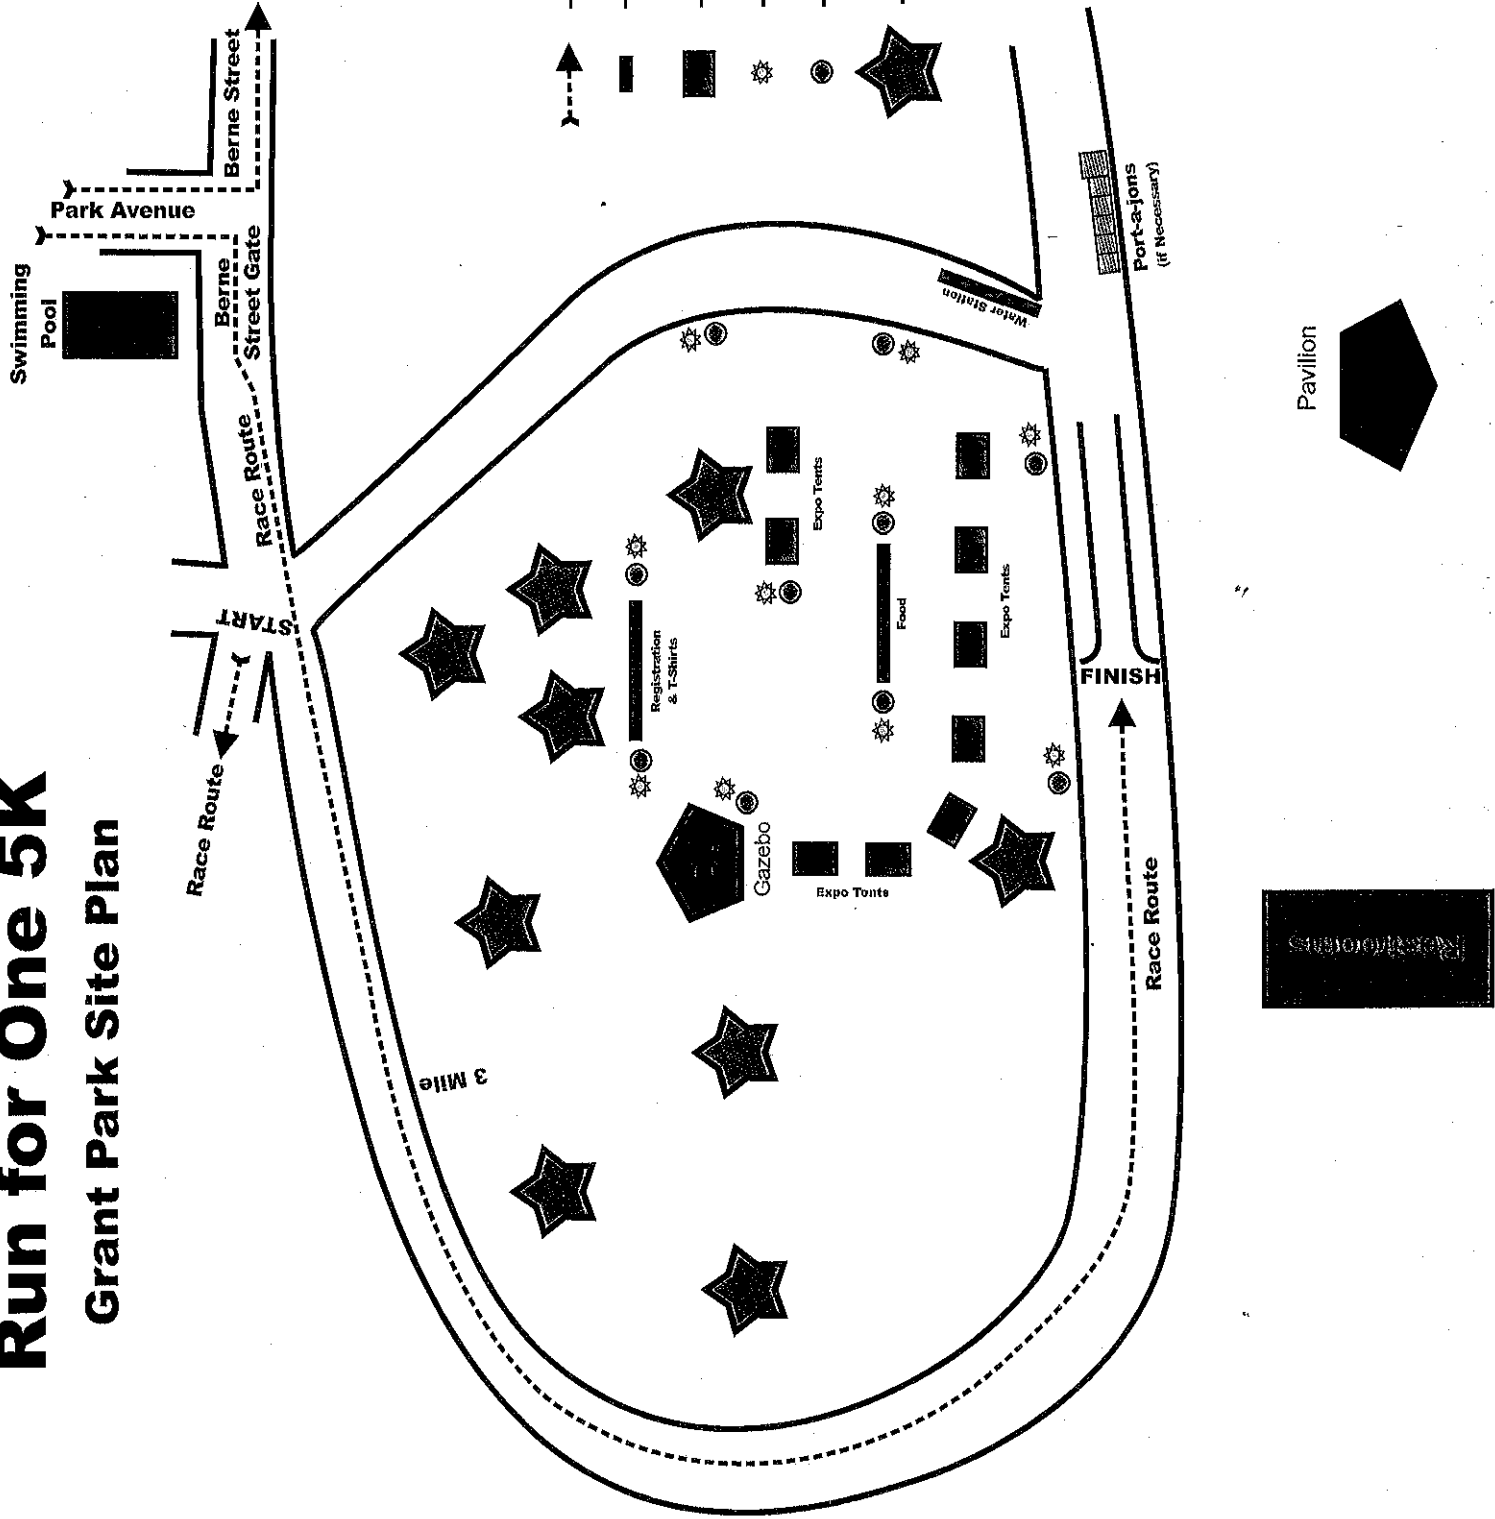 Run for One 5K
Grant Park Site Plan
Swimming
Pool
Park Avenue
Berne Street
Berne
Street Gate
Race Route
START
Race Route
3 Mile
Registration
& T-Shirts
Expo Tents
Food
Expo Tents
Gazebo
Expo Tents
Water Station
Port-a-jons
(if Necessary)
FINISH
Race Route
Pavilion
Restrooms